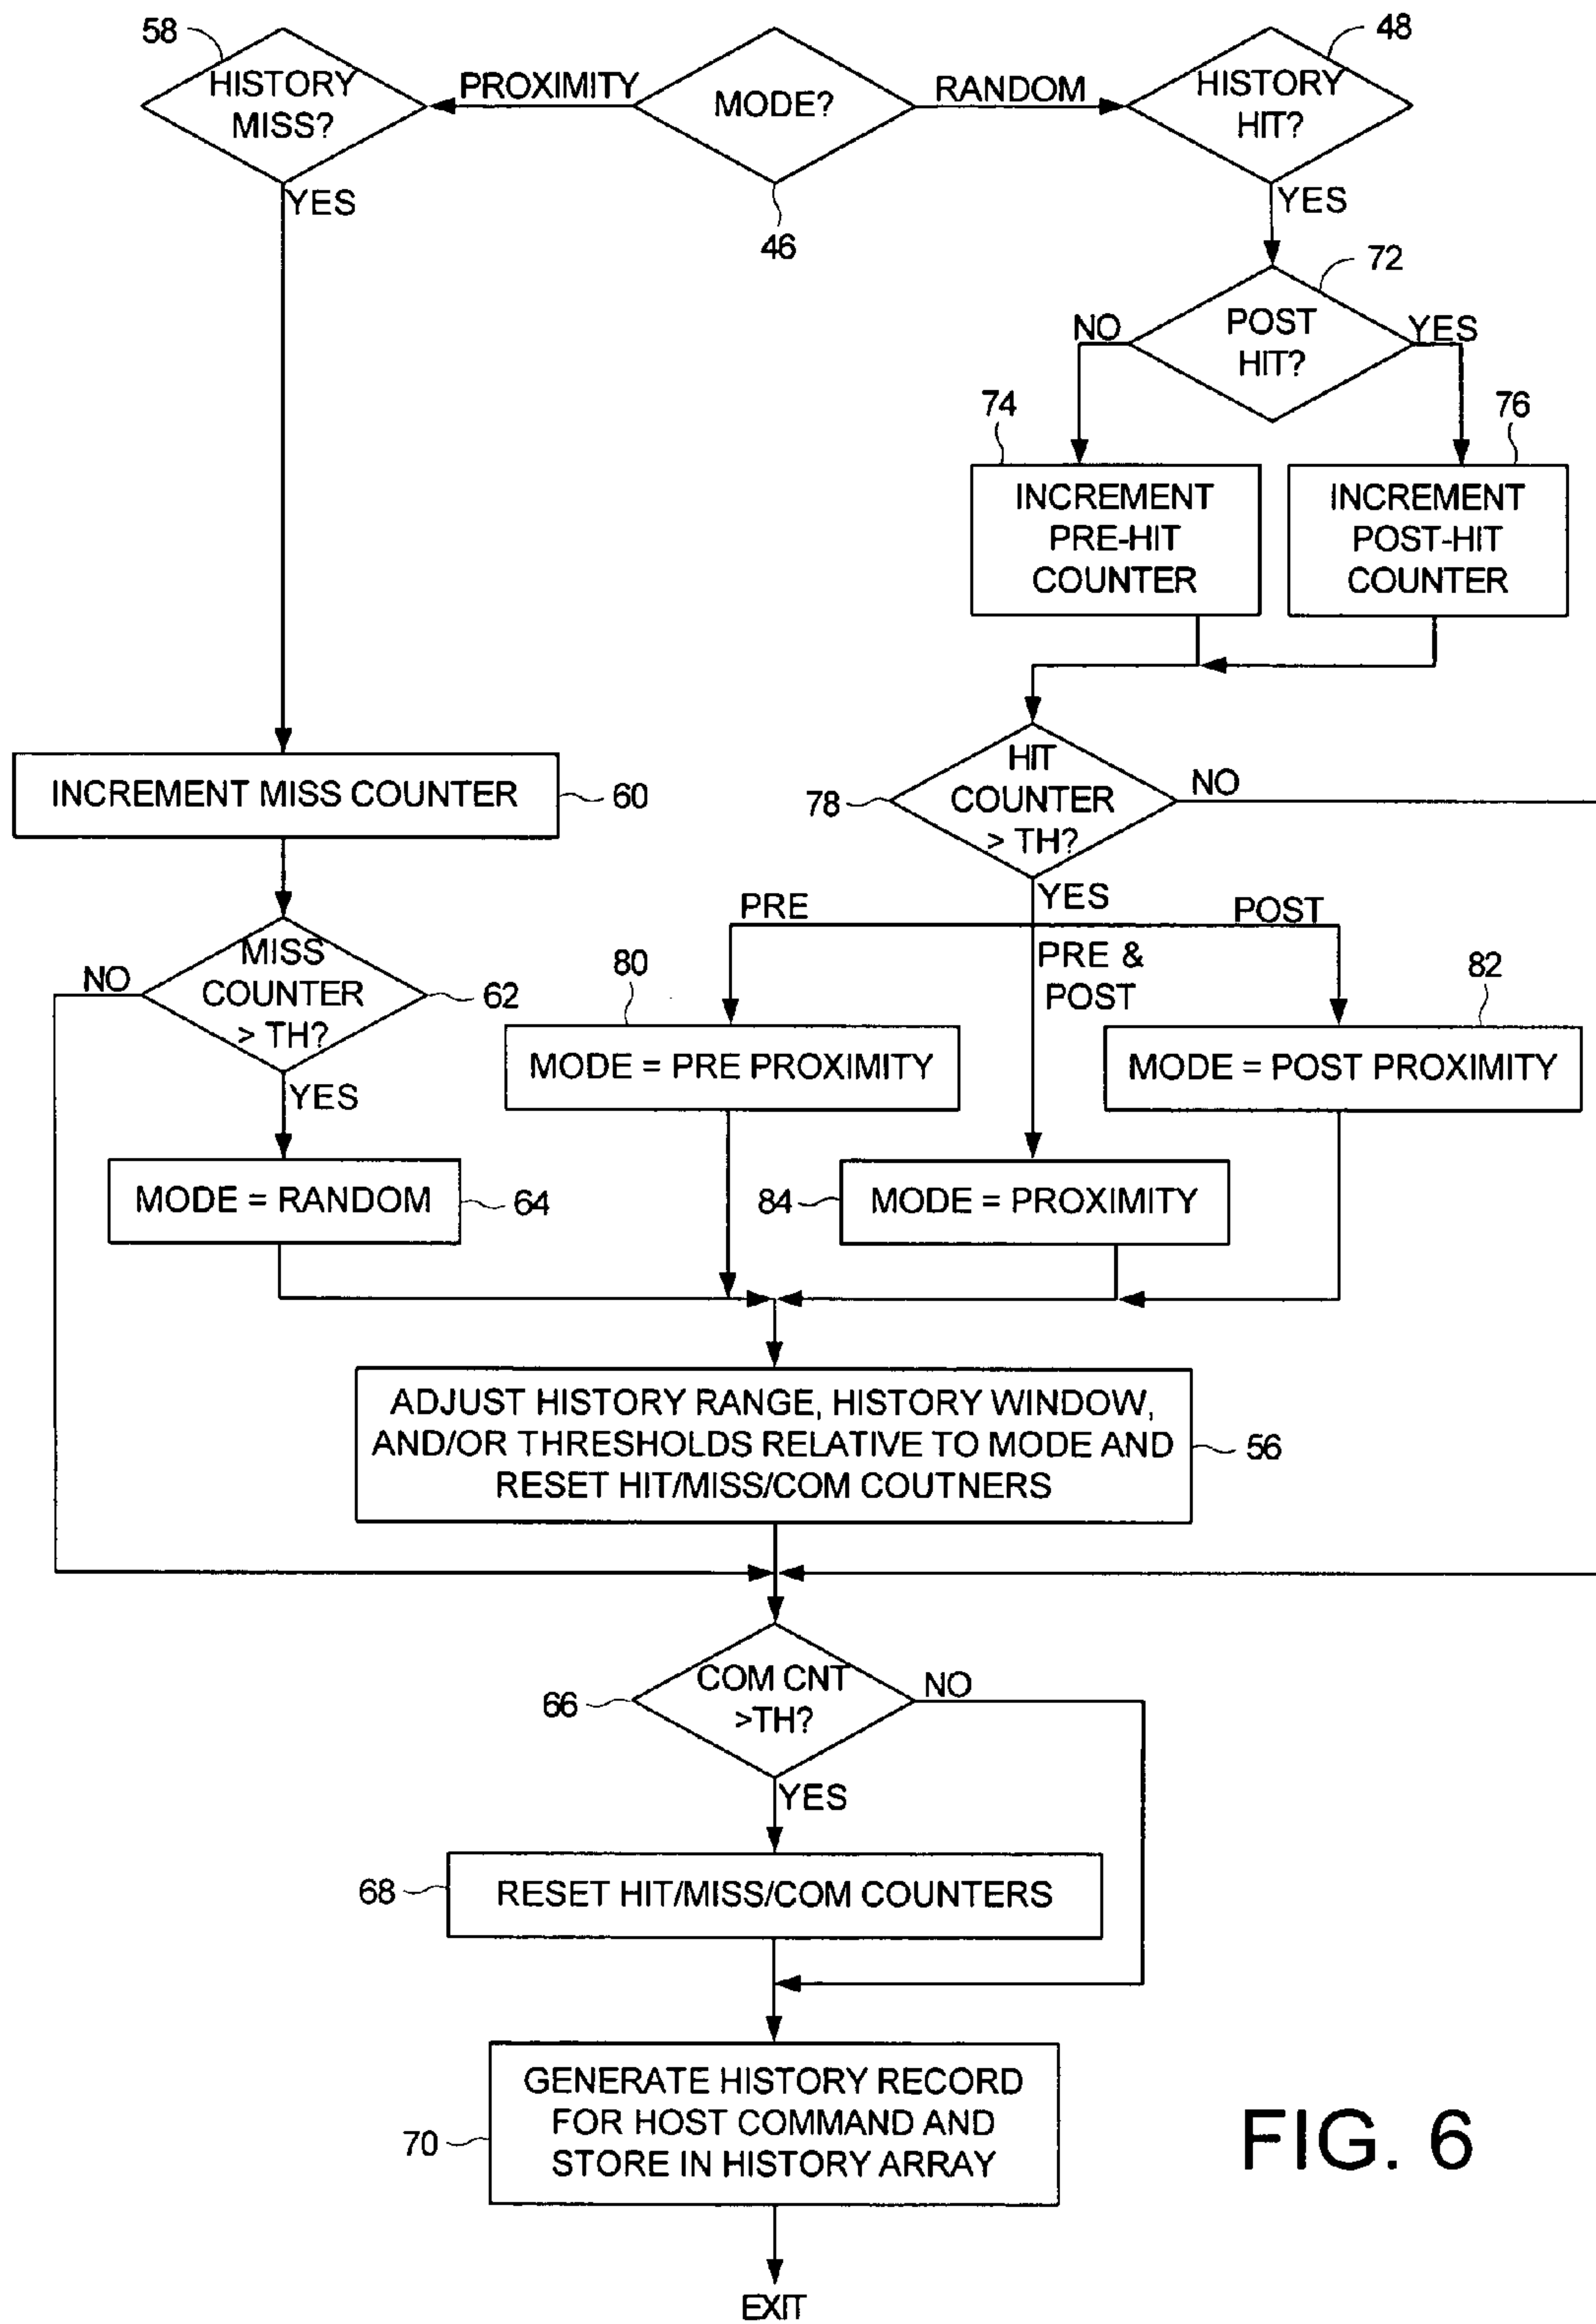 58
HISTORY
MISS?
PROXIMITY
MODE?
46
RANDOM
48
HISTORY
HIT?
YES
YES
72
POST
HIT?
NO
YES
74
INCREMENT
PRE-HIT
COUNTER
76
INCREMENT
POST-HIT
COUNTER
INCREMENT MISS COUNTER
60
78
HIT
COUNTER
> TH?
NO
YES
MISS
COUNTER
> TH?
62
NO
YES
PRE
PRE &
POST
POST
80
MODE = PRE PROXIMITY
82
MODE = POST PROXIMITY
MODE = RANDOM
64
84
MODE = PROXIMITY
ADJUST HISTORY RANGE, HISTORY WINDOW,
AND/OR THRESHOLDS RELATIVE TO MODE AND
RESET HIT/MISS/COM COUTNERS
56
66
COM CNT
>TH?
NO
YES
68
RESET HIT/MISS/COM COUNTERS
70
GENERATE HISTORY RECORD
FOR HOST COMMAND AND
STORE IN HISTORY ARRAY
EXIT
FIG. 6